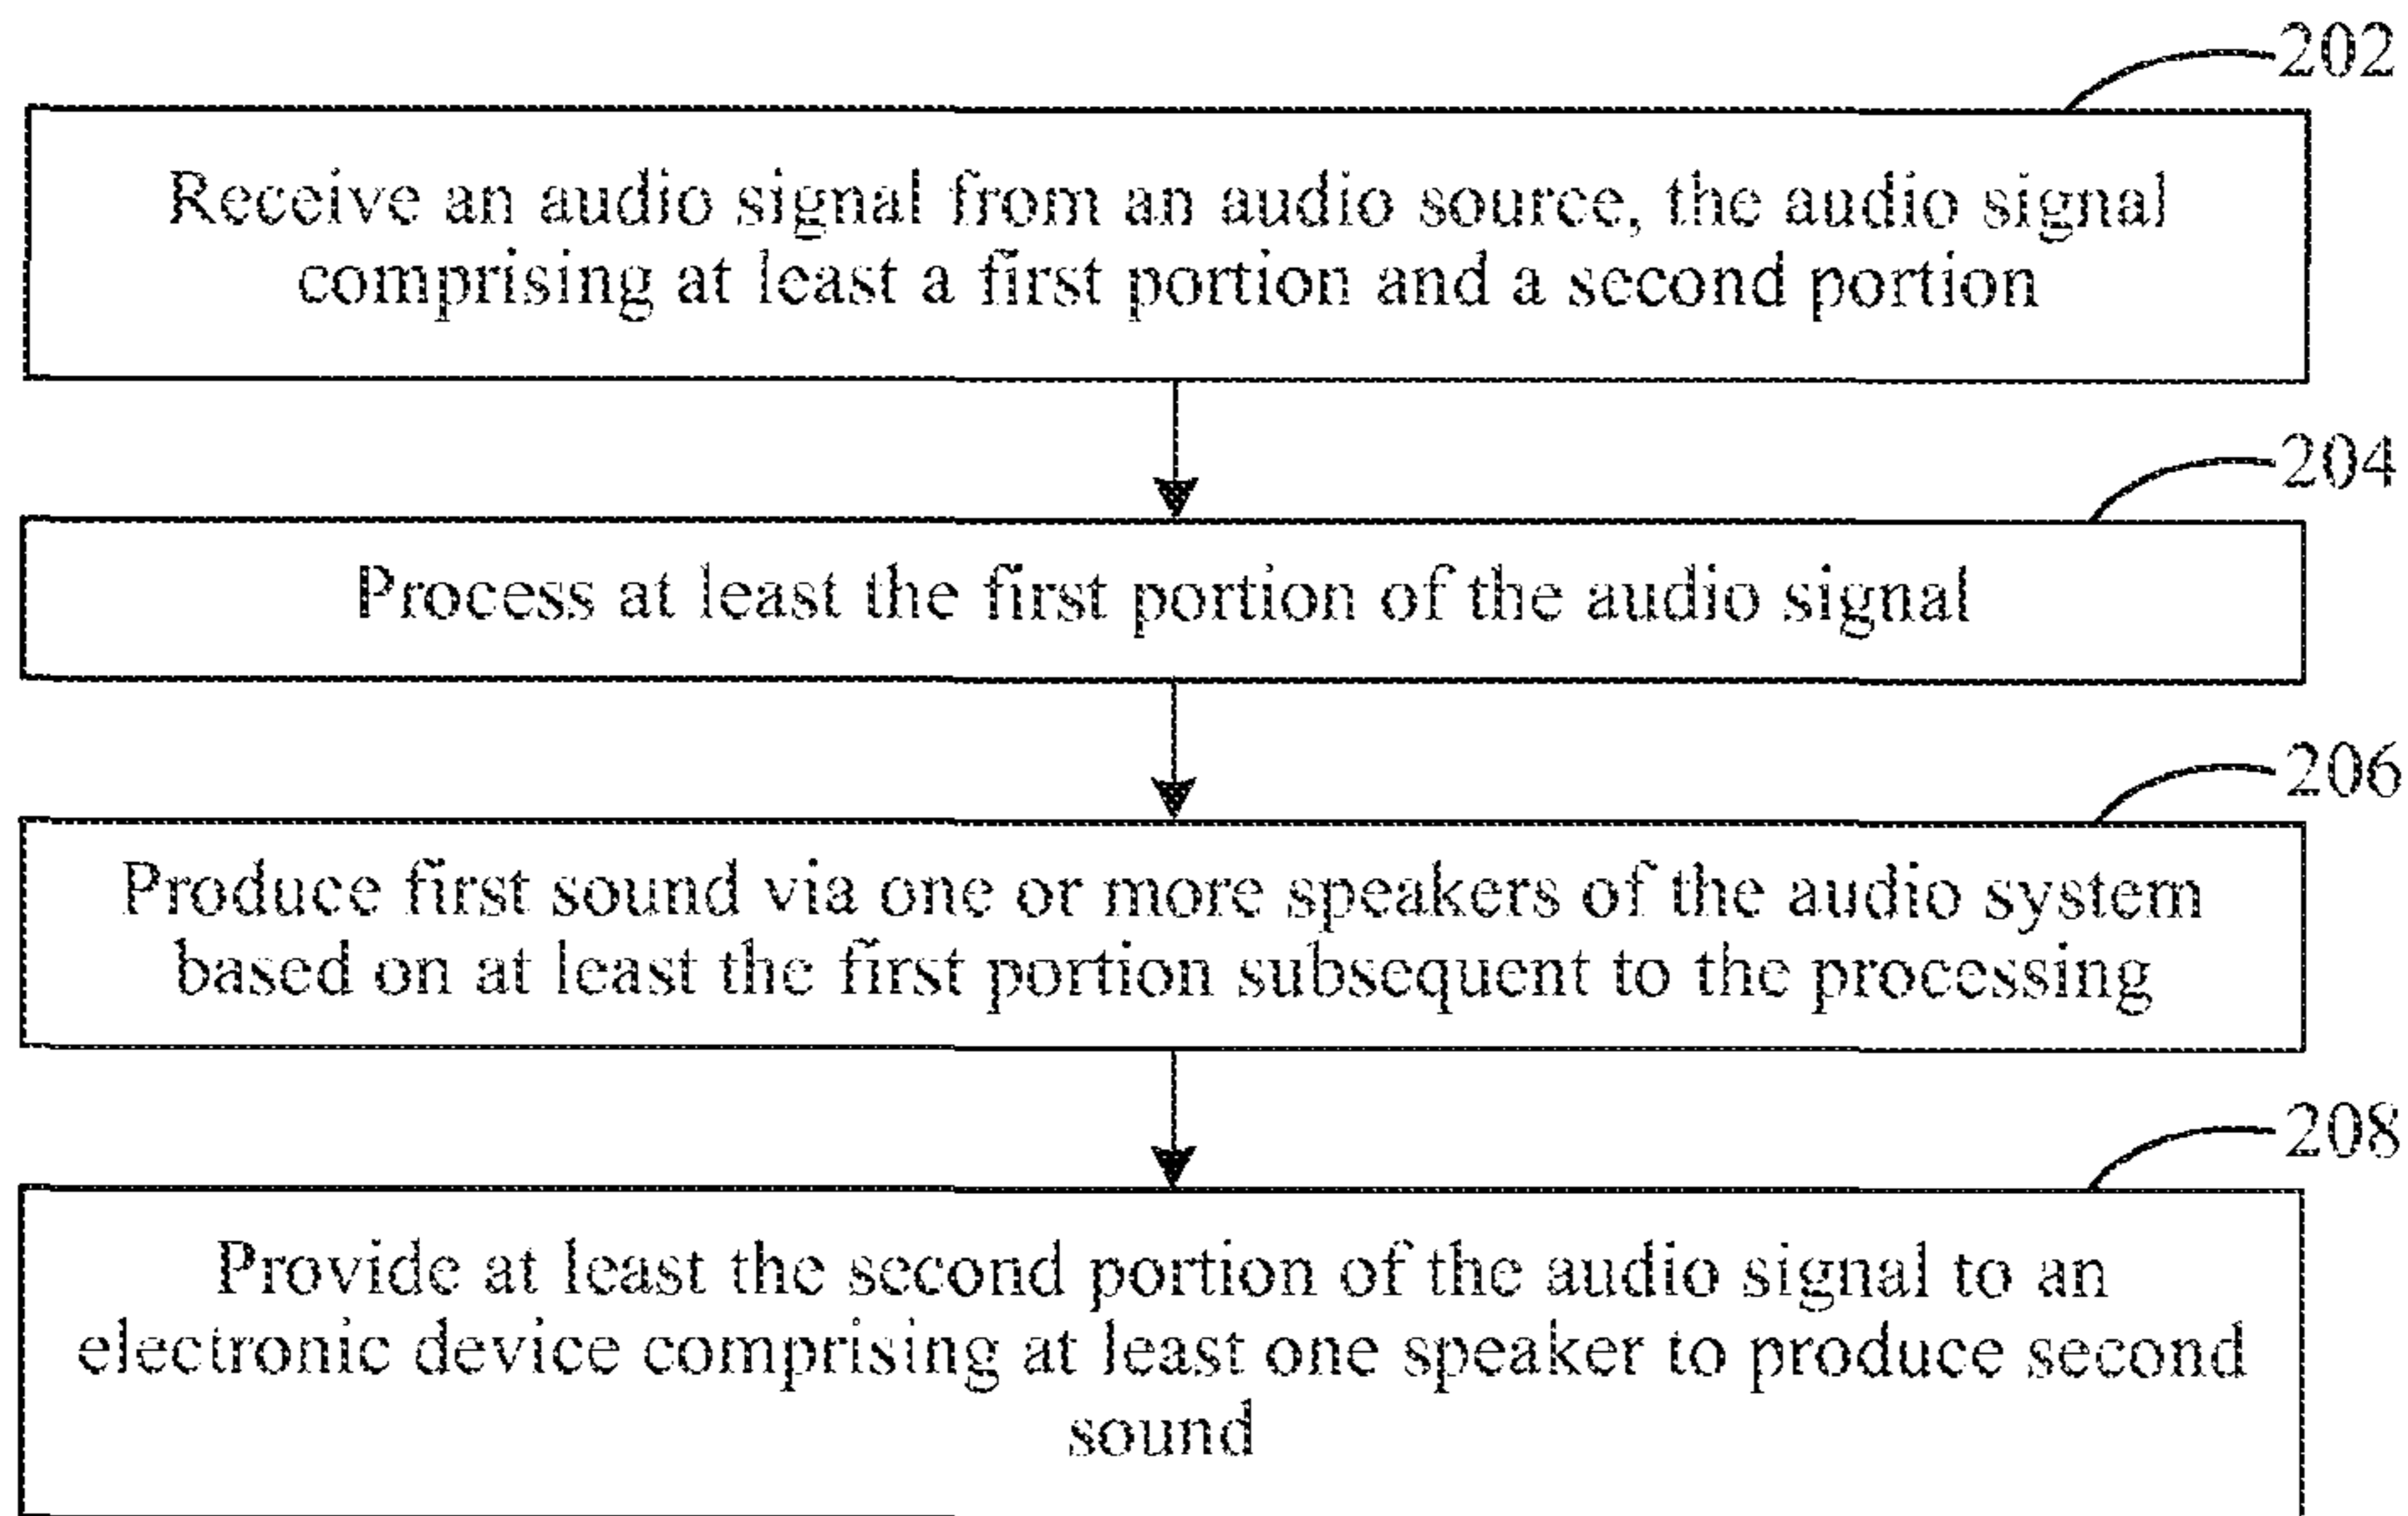 202
Receive an audio signal from an audio source, the audio signal
comprising at least a first portion and a second portion
204
Process at least the first portion of the audio signal
206
Produce first sound via one or more speakers of the audio system
based on at least the first portion subsequent to the processing
208
Provide at least the second portion of the audio signal to an
electronic device comprising at least one speaker to produce second
sound